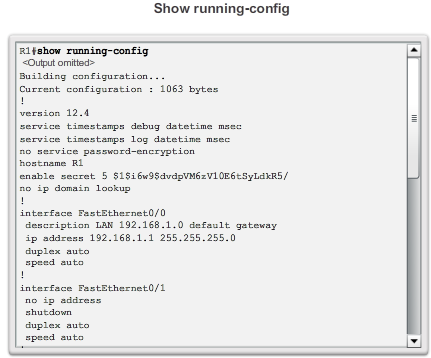 Show running-config
R1#show running-config
<Output omitted>
Building configuration...
Current configuration : 1063 bytes
!
version 12.4
service timestamps debug datetime msec
service timestamps log datetime msec
no service password-encryption
hostname R1
enable secret 5 $1$i6w9$dvdpVM6zV10E6tSyLdkR5/
no ip domain lookup
!
interface FastEthernet0/0
description LAN 192.168.1.0 default gateway
ip address 192.168.1.1 255.255.255.0
duplex auto
speed auto
!
interface FastEthernet0/1
no ip address
shutdown
duplex auto
speed auto
!